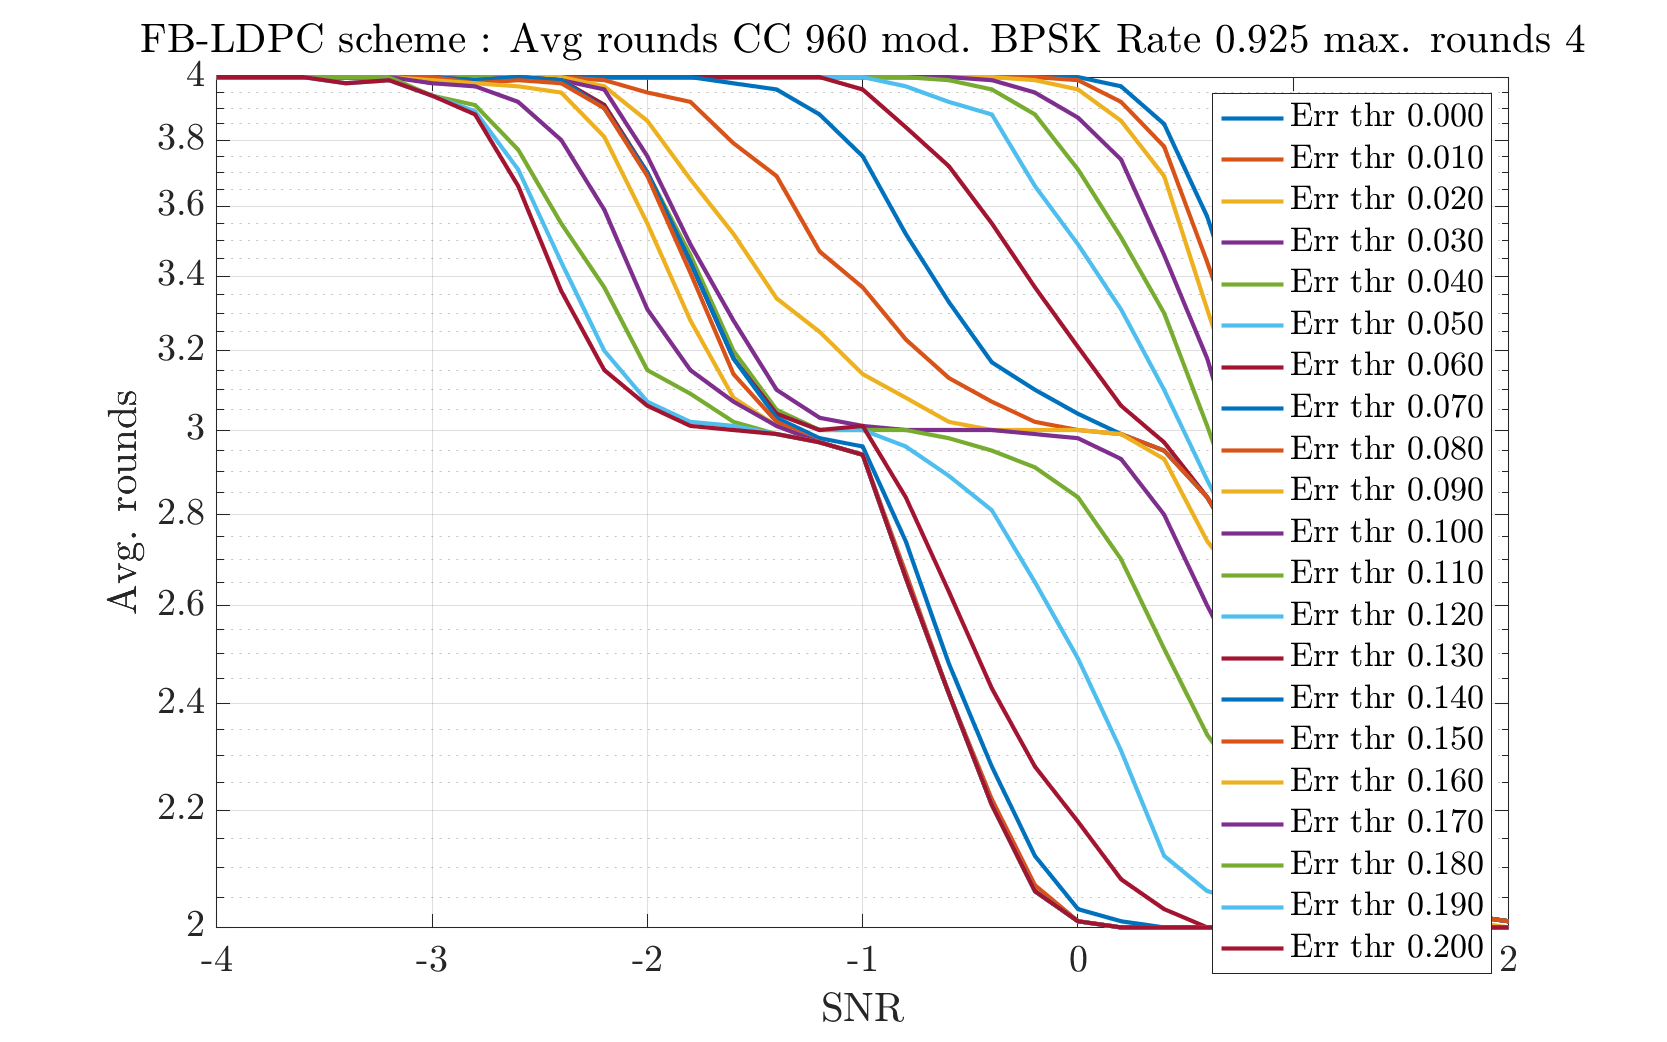 FB-LDPC scheme : Avg rounds CC 960 mod. BPSK Rate 0.925 max. rounds 4
4
3.8
3.6
3.4
3.2
3
2.8
2.6
2.4
2.2
2
Avg. rounds
-4
-3
-2
-1
0
2
SNR
Err thr 0.000
Err thr 0.010
Err thr 0.020
Err thr 0.030
Err thr 0.040
Err thr 0.050
Err thr 0.060
Err thr 0.070
Err thr 0.080
Err thr 0.090
Err thr 0.100
Err thr 0.110
Err thr 0.120
Err thr 0.130
Err thr 0.140
Err thr 0.150
Err thr 0.160
Err thr 0.170
Err thr 0.180
Err thr 0.190
Err thr 0.200